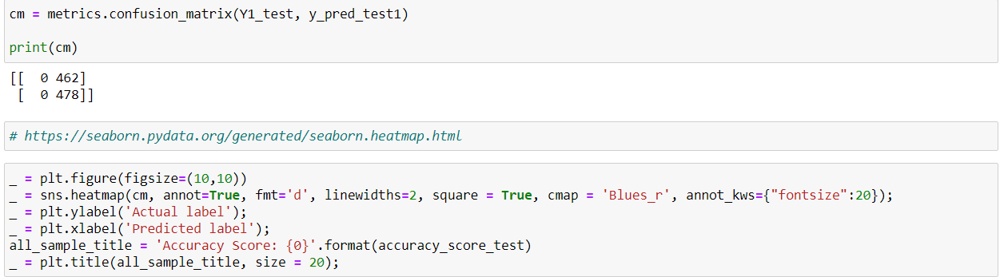 cm = metrics.confusion_matrix(Y1_test, y_pred_test1)
print(cm)
[[  0 462]
 [  0 478]]
# https://seaborn.pydata.org/generated/seaborn.heatmap.html
_ = plt.figure(figsize=(10,10))
_ = sns.heatmap(cm, annot=True, fmt='d', linewidths=2, square = True, cmap = 'Blues_r', annot_kws={"fontsize":20});
_ = plt.ylabel('Actual label');
_ = plt.xlabel('Predicted label');
all_sample_title = 'Accuracy Score: {0}'.format(accuracy_score_test)
_ = plt.title(all_sample_title, size = 20);